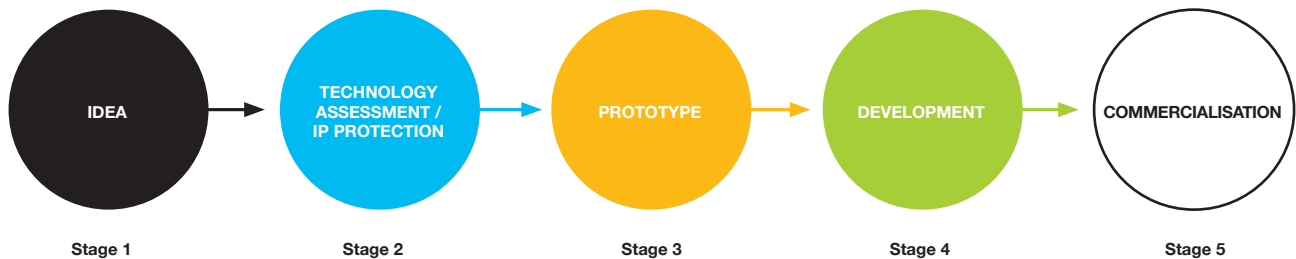 IDEA
TECHNOLOGY
ASSESSMENT /
IP PROTECTION
PROTOTYPE
DEVELOPMENT
COMMERCIALISATION
Stage 1
Stage 2
Stage 3
Stage 4
Stage 5